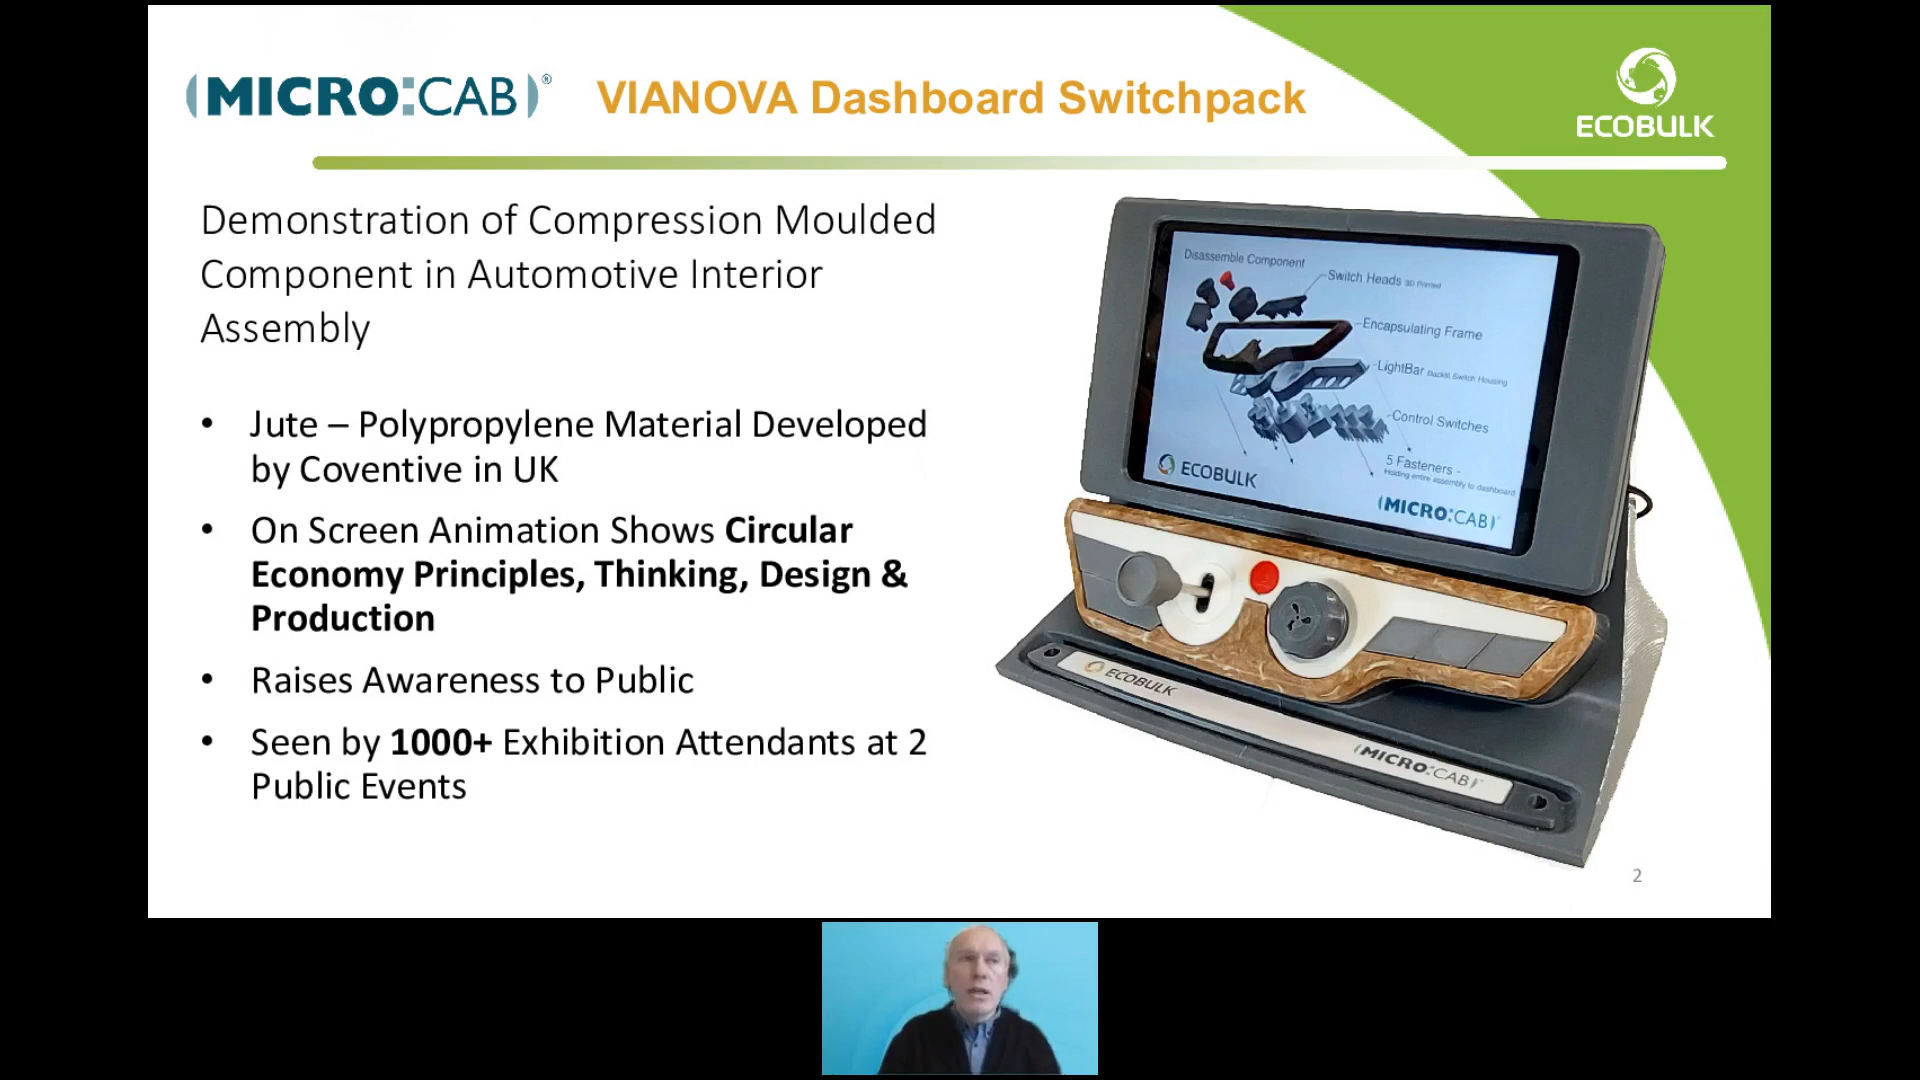 (MICRO:CAB)®
VIANOVA Dashboard Switchpack
ECOBULK
Demonstration of Compression Moulded
Component in Automotive Interior
Assembly
• Jute – Polypropylene Material Developed
by Coventive in UK
• On Screen Animation Shows Circular
Economy Principles, Thinking, Design &
Production
• Raises Awareness to Public
• Seen by 1000+ Exhibition Attendants at 2
Public Events
Disassemble Component
Switch Heads 3D Printed
Encapsulating Frame
LightBar Backlit Switch Housing
Control Switches
5 Fasteners -
Holding entire assembly to dashboard
ECOBULK
(MICRO:CAB)
ECOBULK
(MICRO:CAB)
2